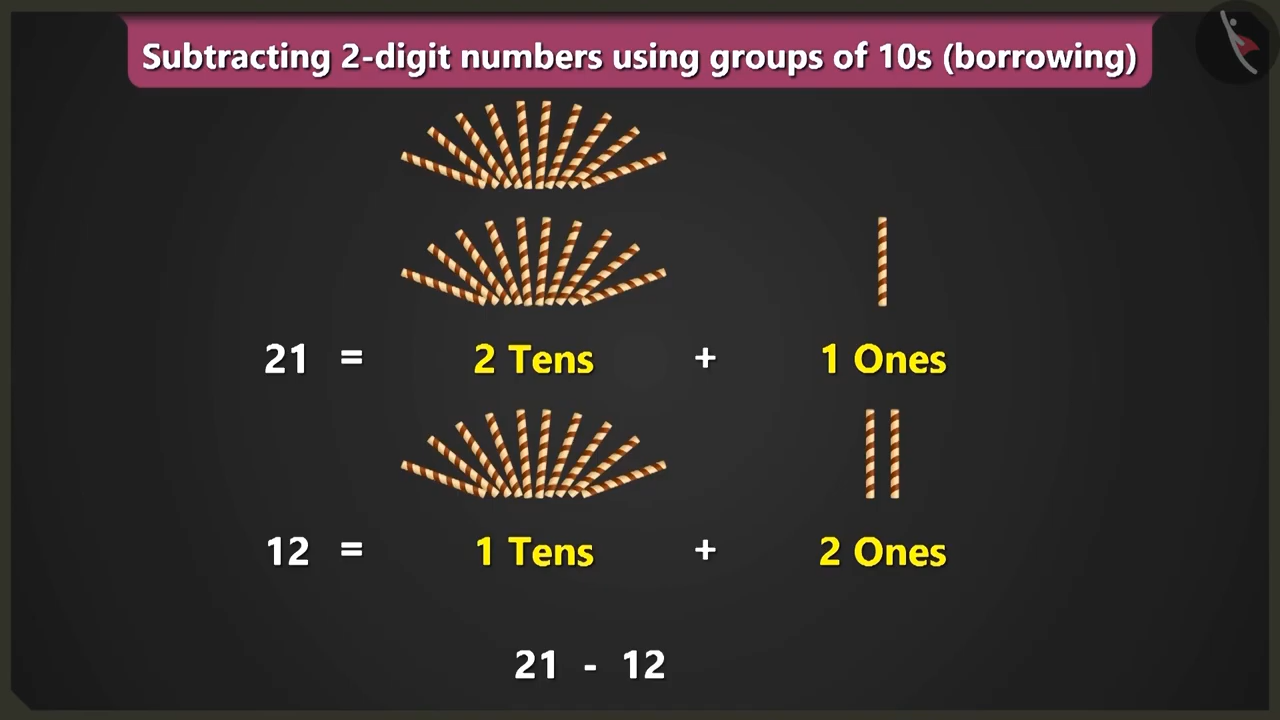 Subtracting 2-digit numbers using groups of 10s (borrowing)
21 = 2 Tens + 1 Ones
12 = 1 Tens + 2 Ones
21 - 12